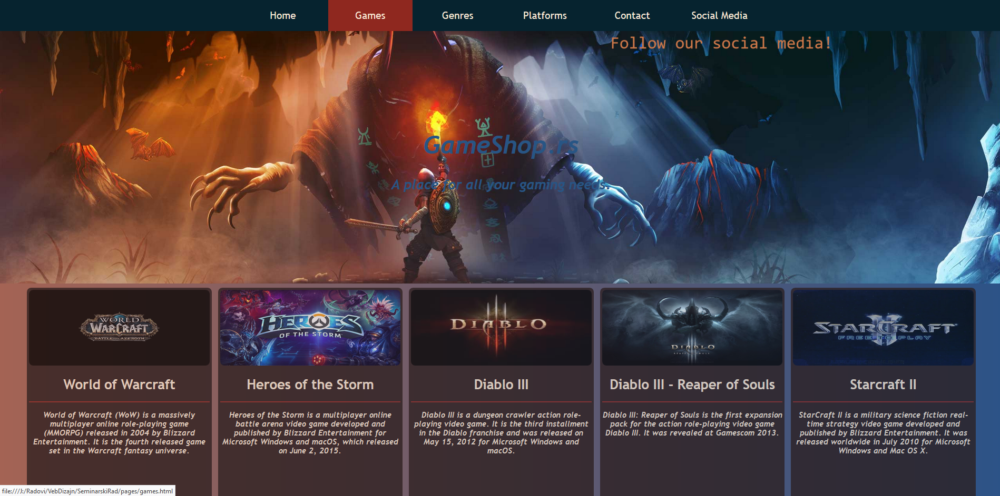 Home Games Genres Platforms Contact Social Media
Follow our social media!
GameShop.rs
A place for all your gaming needs.
WORLD
WARCRAFT
BATTLE FOR AZEROTH
HEROES
OF THE STORM
DIABLO
DIABLO
REAPER OF SOULS
STARCRAFT
II
FREE TO PLAY
World of Warcraft
World of Warcraft (WoW) is a massively
multiplayer online role-playing game
(MMORPG) released in 2004 by Blizzard
Entertainment. It is the fourth released game
set in the Warcraft fantasy universe.
Heroes of the Storm
Heroes of the Storm is a multiplayer online
battle arena video game developed and
published by Blizzard Entertainment for
Microsoft Windows and macOS, which released
on June 2, 2015.
Diablo III
Diablo III is a dungeon crawler action role-
playing video game. It is the third installment
in the Diablo franchise and was released on
May 15, 2012 for Microsoft Windows and
macOS.
Diablo III - Reaper of Souls
Diablo III: Reaper of Souls is the first expansion
pack for the action role-playing video game
Diablo III. It was revealed at Gamescom 2013.
Starcraft II
StarCraft II is a military science fiction real-
time strategy video game developed and
published by Blizzard Entertainment. It was
released worldwide in July 2010 for Microsoft
Windows and Mac OS X.
file:///J:/Radovi/VebDizajn/SeminarskiRad/pages/games.html